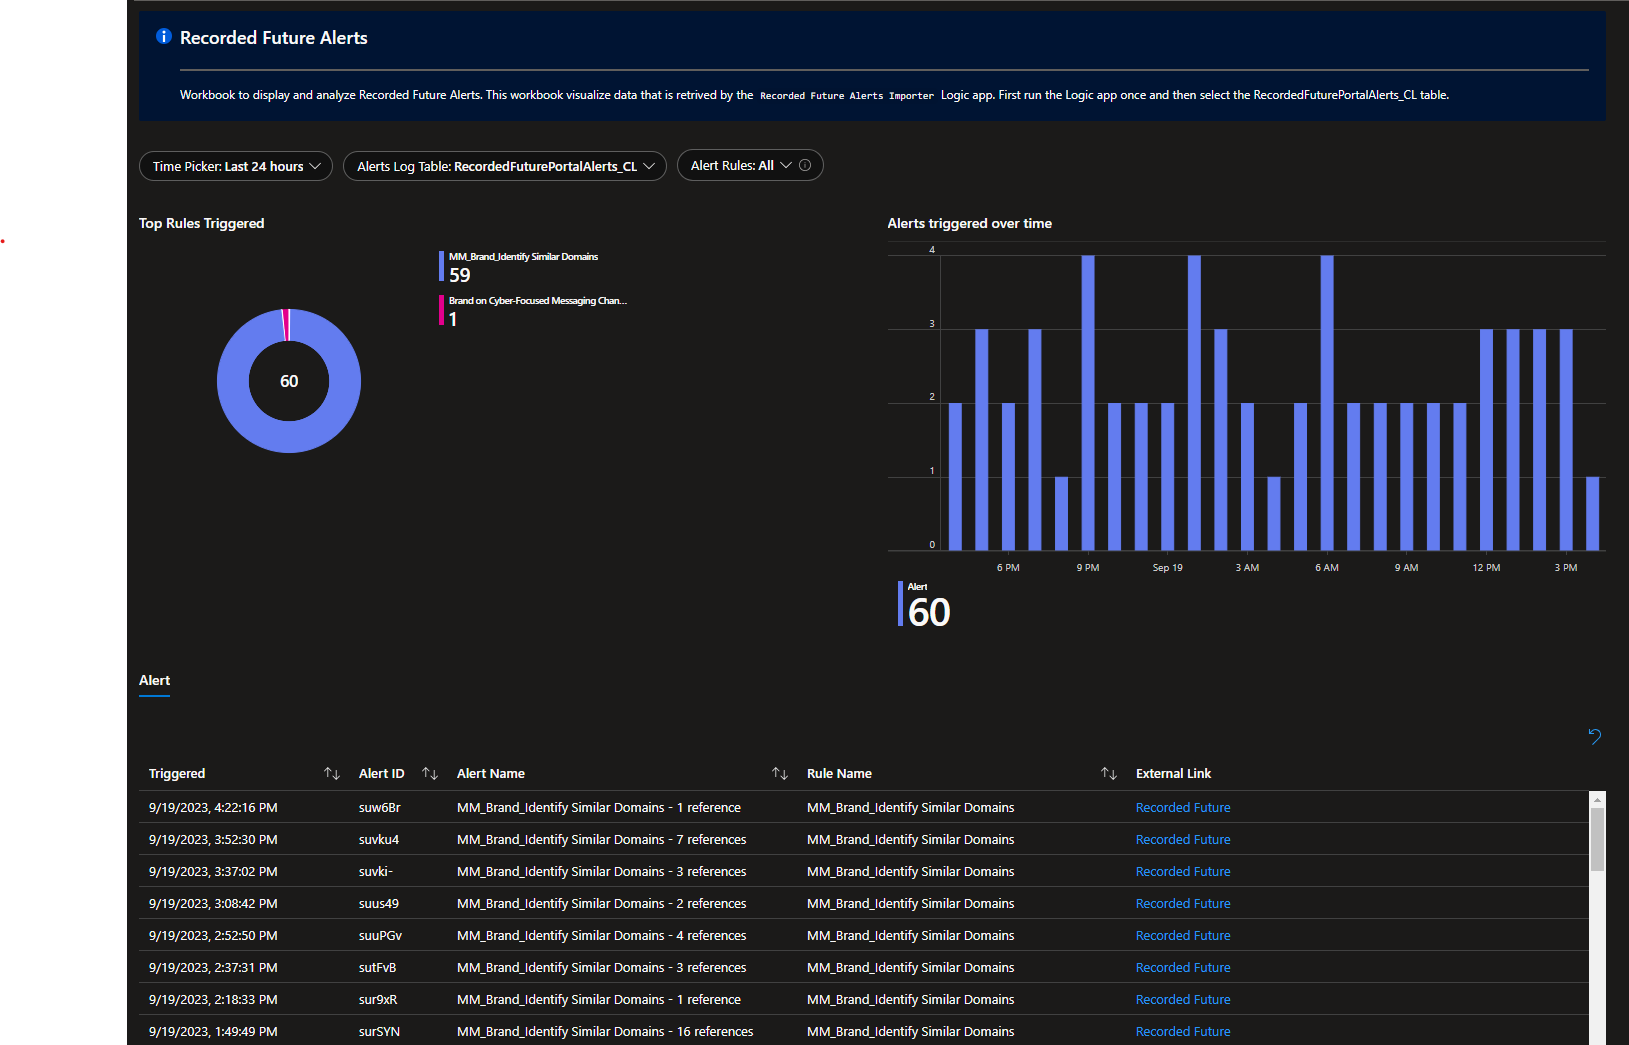 Recorded Future Alerts
Workbook to display and analyze Recorded Future Alerts. This workbook visualize data that is retrived by the Recorded Future Alerts Importer Logic app. First run the Logic app once and then select the RecordedFuturePortalAlerts_CL table.
Time Picker: Last 24 hours
Alerts Log Table: RecordedFuturePortalAlerts_CL
Alert Rules: All
Top Rules Triggered
MM_Brand_Identify Similar Domains
59
Brand on Cyber-Focused Messaging Chan...
1
60
Alerts triggered over time
4
3
2
1
0
6 PM 9 PM Sep 19 3 AM 6 AM 9 AM 12 PM 3 PM
Alert
60
Alert
Triggered Alert ID Alert Name Rule Name External Link
9/19/2023, 4:22:16 PM suw6Br MM_Brand_Identify Similar Domains - 1 reference MM_Brand_Identify Similar Domains Recorded Future
9/19/2023, 3:52:30 PM suvku4 MM_Brand_Identify Similar Domains - 7 references MM_Brand_Identify Similar Domains Recorded Future
9/19/2023, 3:37:02 PM suvki- MM_Brand_Identify Similar Domains - 3 references MM_Brand_Identify Similar Domains Recorded Future
9/19/2023, 3:08:42 PM suus49 MM_Brand_Identify Similar Domains - 2 references MM_Brand_Identify Similar Domains Recorded Future
9/19/2023, 2:52:50 PM suuPGv MM_Brand_Identify Similar Domains - 4 references MM_Brand_Identify Similar Domains Recorded Future
9/19/2023, 2:37:31 PM sutFvB MM_Brand_Identify Similar Domains - 3 references MM_Brand_Identify Similar Domains Recorded Future
9/19/2023, 2:18:33 PM sur9xR MM_Brand_Identify Similar Domains - 1 reference MM_Brand_Identify Similar Domains Recorded Future
9/19/2023, 1:49:49 PM surSYN MM_Brand_Identify Similar Domains - 16 references MM_Brand_Identify Similar Domains Recorded Future